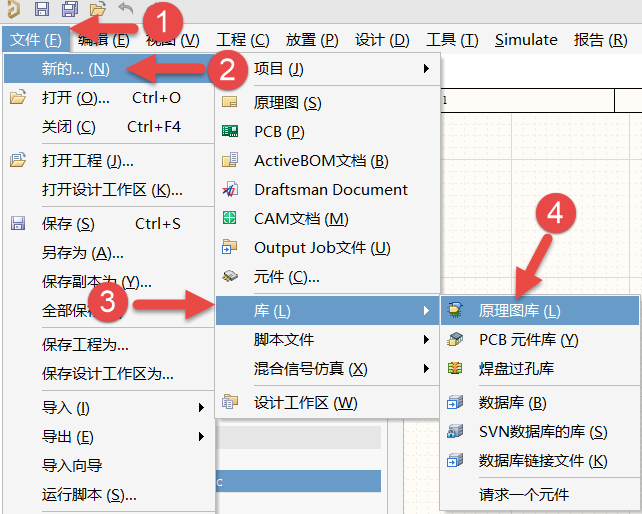 1
文件 (F) 编辑 (E) 视图 (V) 工程 (C) 放置 (P) 设计 (D) 工具 (T) Simulate 报告 (R)
新的... (N)
2
打开 (O)... Ctrl+O
关闭 (C) Ctrl+F4
打开工程 (J)...
打开设计工作区 (K)...
保存 (S) Ctrl+S
另存为 (A)...
保存副本为 (Y)...
全部保存
保存工程为...
保存设计工作区为...
导入 (I)
导出 (E)
导入向导
运行脚本 (S)...
项目 (J)
原理图 (S)
PCB (P)
ActiveBOM文档 (B)
Draftsman Document
CAM文档 (M)
Output Job文件 (U)
元件 (C)...
3
库 (L)
脚本文件
混合信号仿真 (X)
设计工作区 (W)
c
1
4
原理图库 (L)
PCB 元件库 (Y)
焊盘过孔库
数据库 (B)
SVN数据库的库 (S)
数据库链接文件 (K)
请求一个元件